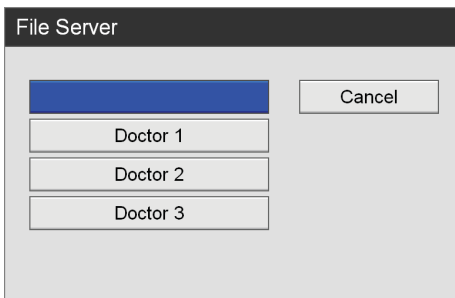 File Server
Cancel
Doctor 1
Doctor 2
Doctor 3